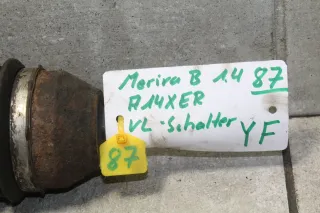 Meriva B 1.4 87
A14XER
VL-Schalter YF
87